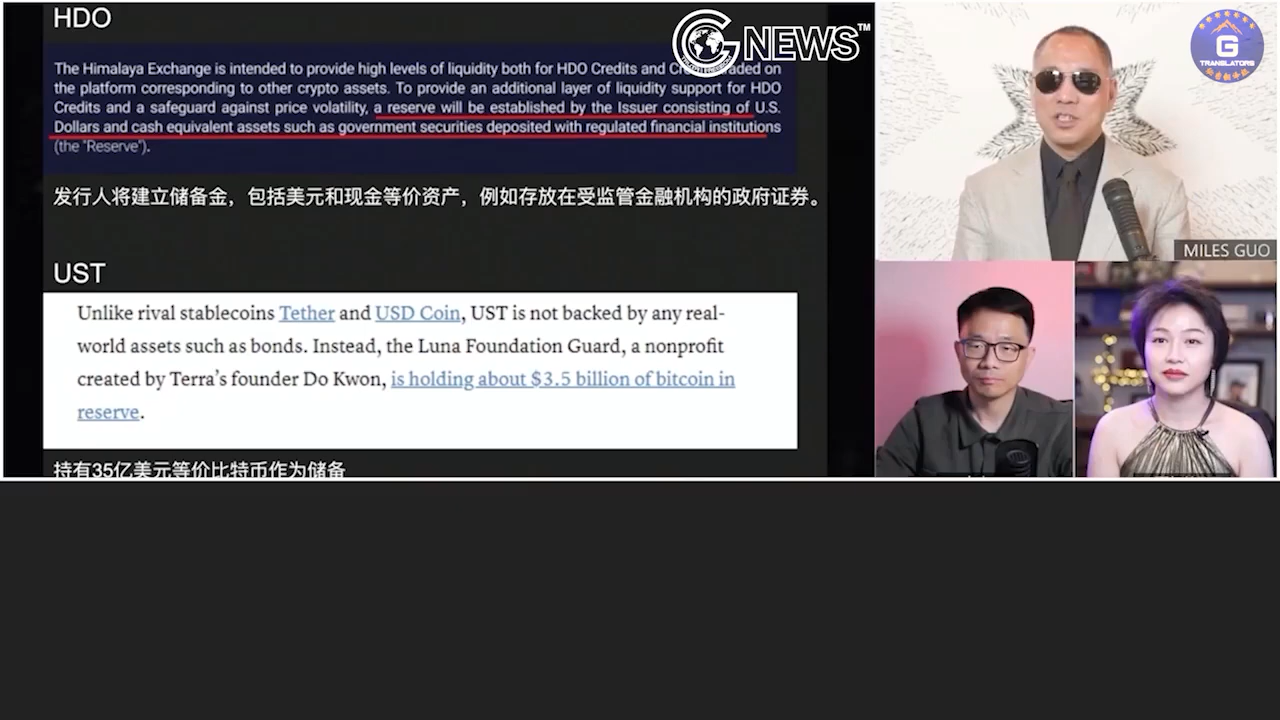 HDO
GNEWS™
The Himalaya Exchange is intended to provide high levels of liquidity both for HDO Credits and Cr raded on
the platform corresponding to other crypto assets. To provide an additional layer of liquidity support for HDO
Credits and a safeguard against price volatility, a reserve will be established by the Issuer consisting of U.S.
Dollars and cash equivalent assets such as government securities deposited with regulated financial institutions
(the "Reserve").
发行人将建立储备金，包括美元和现金等价资产，例如存放在受监管金融机构的政府证券。
UST
Unlike rival stablecoins Tether and USD Coin, UST is not backed by any real-
world assets such as bonds. Instead, the Luna Foundation Guard, a nonprofit
created by Terra's founder Do Kwon, is holding about $3.5 billion of bitcoin in
reserve.
持有35亿美元等价比特币作为储备
G
TRANSLATORS
MILES GUO